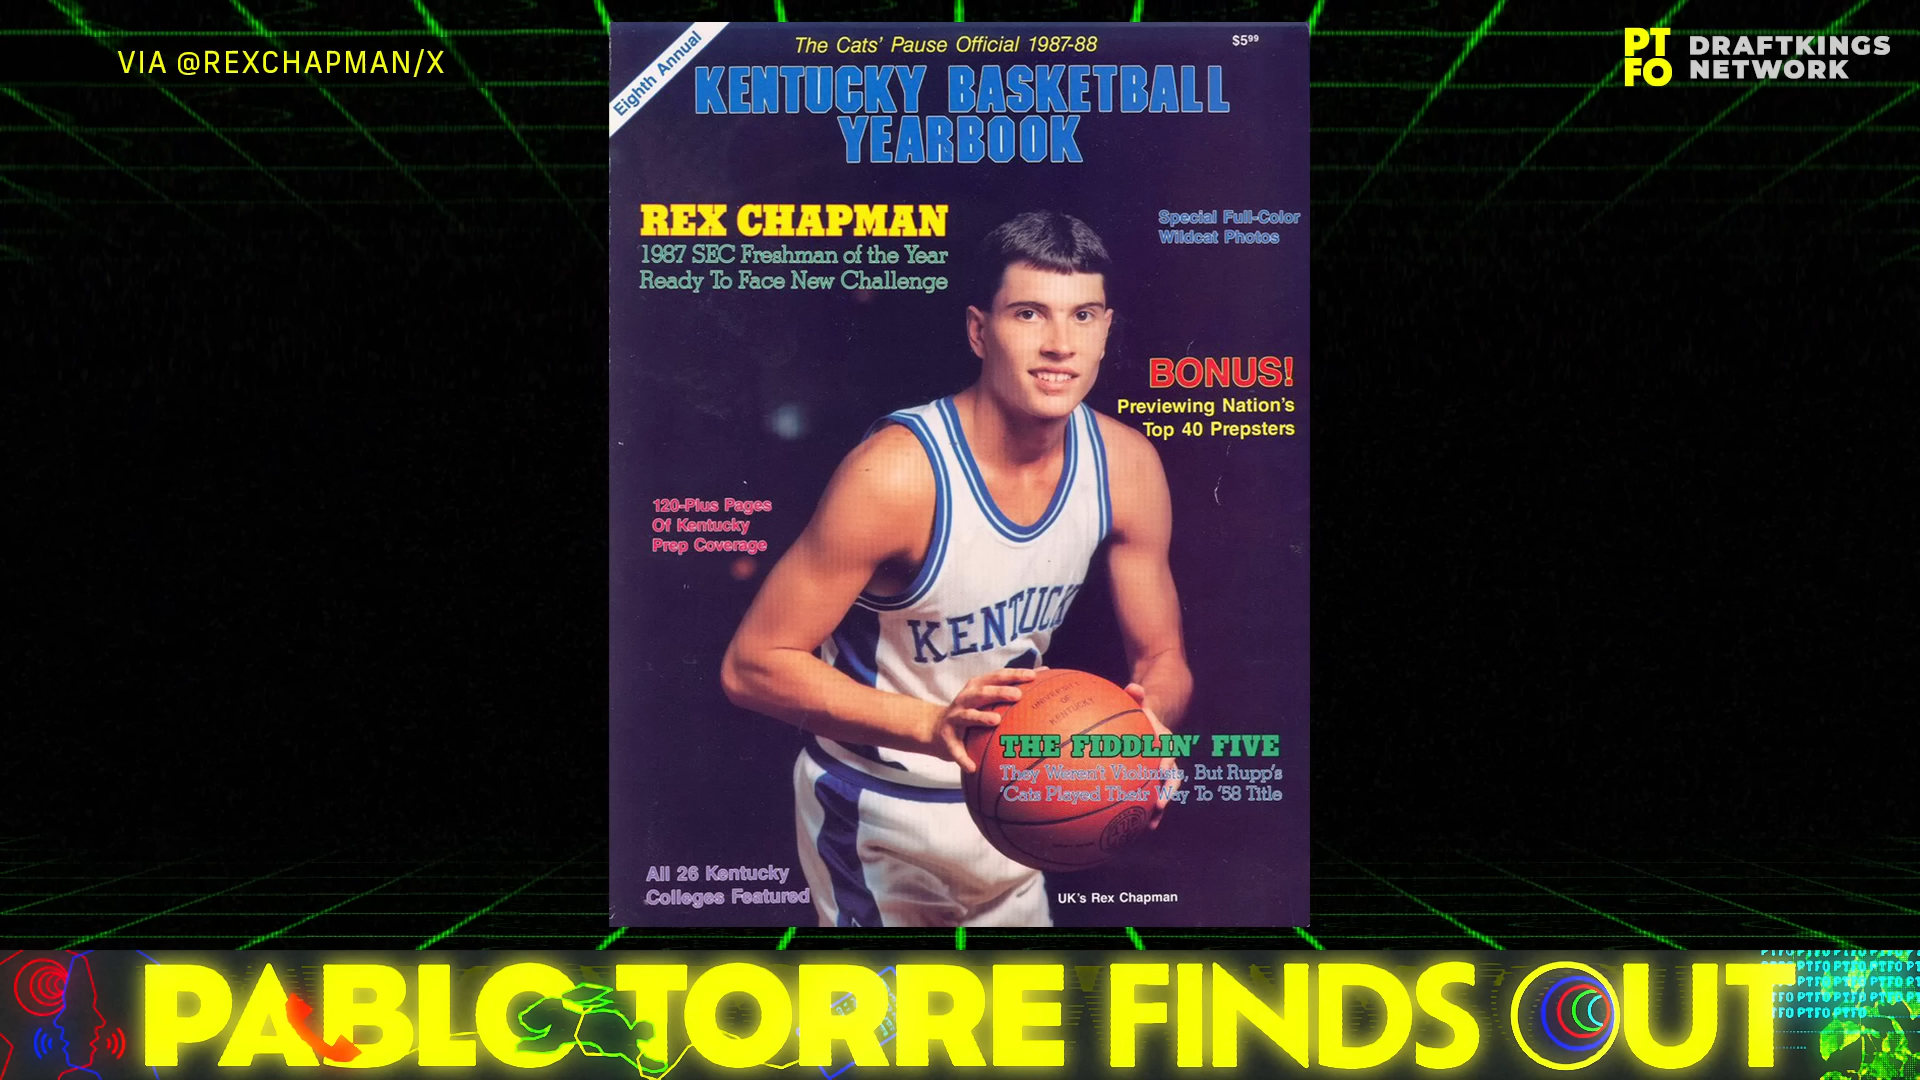 VIA @REXCHAPMAN/X
PT
FO
DRAFTKINGS
NETWORK
Eighth Annual
The Cats' Pause Official 1987-88
$5⁹⁹
KENTUCKY BASKETBALL
YEARBOOK
REX CHAPMAN
1987 SEC Freshman of the Year
Ready To Face New Challenge
Special Full-Color
Wildcat Photos
BONUS!
Previewing Nation's
Top 40 Prepsters
120-Plus Pages
Of Kentucky
Prep Coverage
KENTUCKY
UNIVERSITY
OF
KENTUCKY
THE FIDDLIN' FIVE
They Weren't Violinists, But Rupp's
'Cats Played Their Way To '58 Title
All 26 Kentucky
Colleges Featured
UK's Rex Chapman
PABLO TORRE FINDS OUT